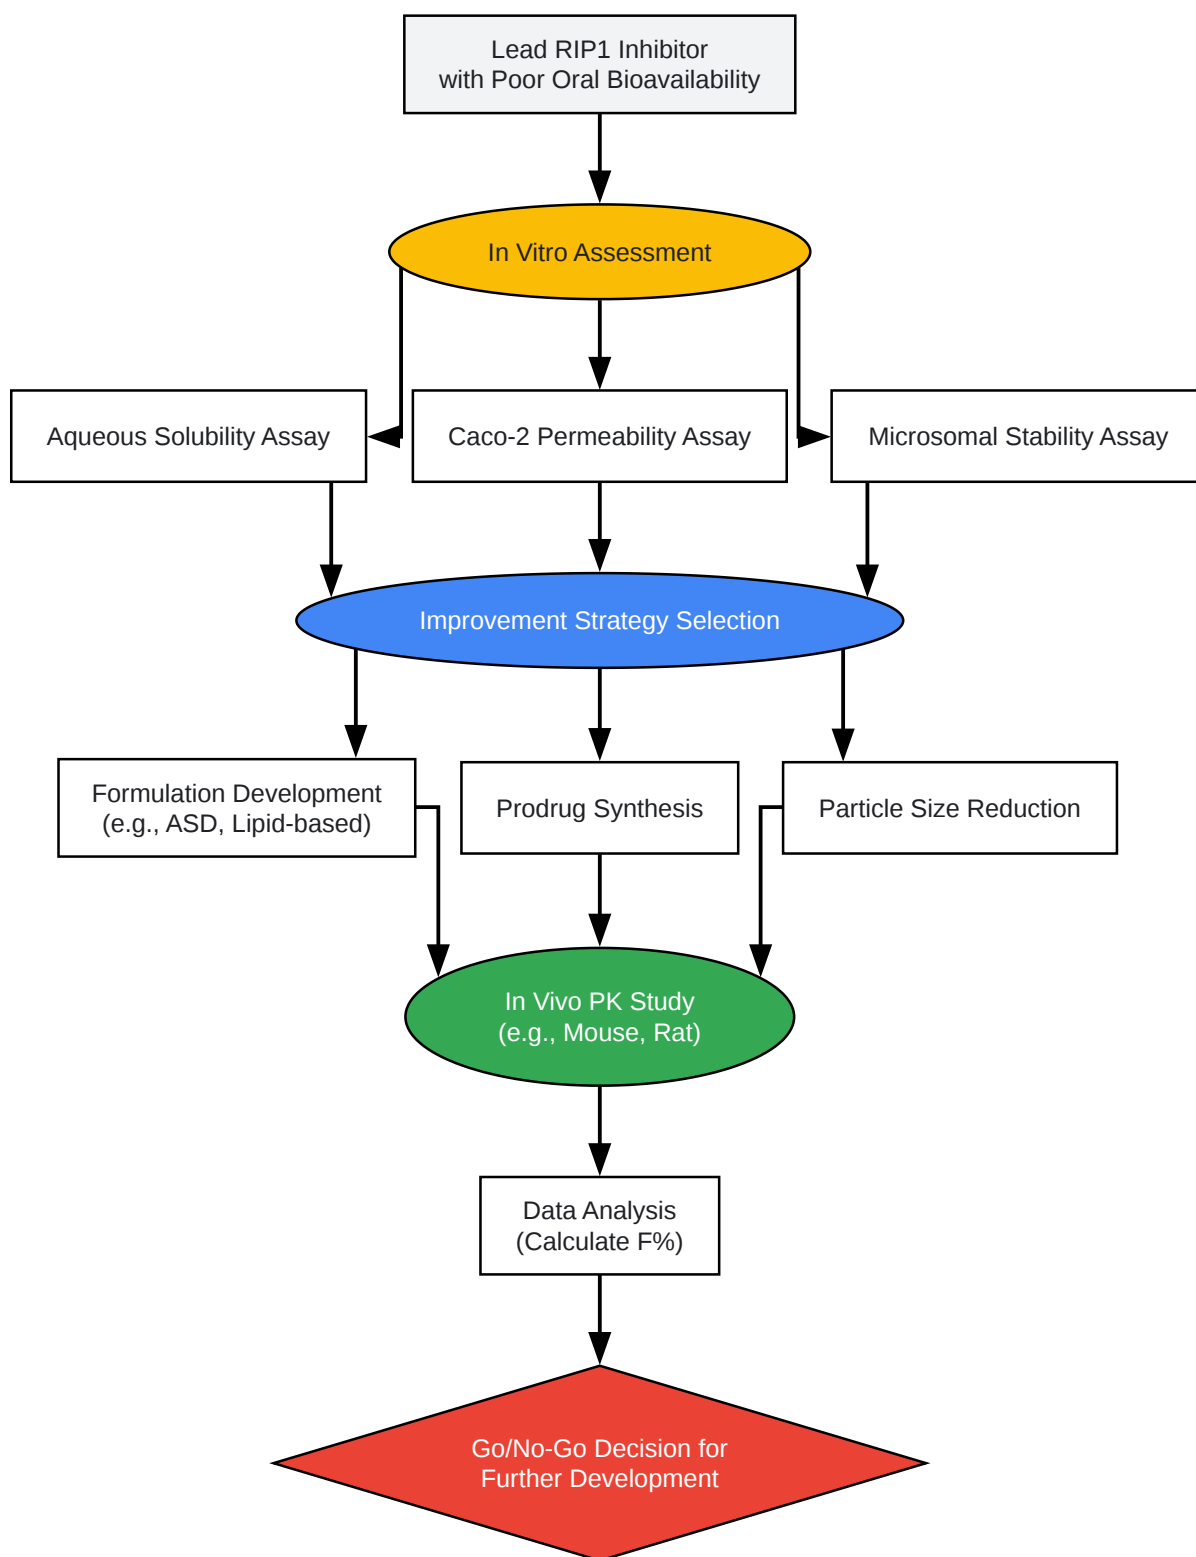 Lead RIP1 Inhibitor
with Poor Oral Bioavailability
In Vitro Assessment
Aqueous Solubility Assay
Caco-2 Permeability Assay
Microsomal Stability Assay
Improvement Strategy Selection
Formulation Development
(e.g., ASD, Lipid-based)
Prodrug Synthesis
Particle Size Reduction
In Vivo PK Study
(e.g., Mouse, Rat)
Data Analysis
(Calculate F%)
Go/No-Go Decision for
Further Development